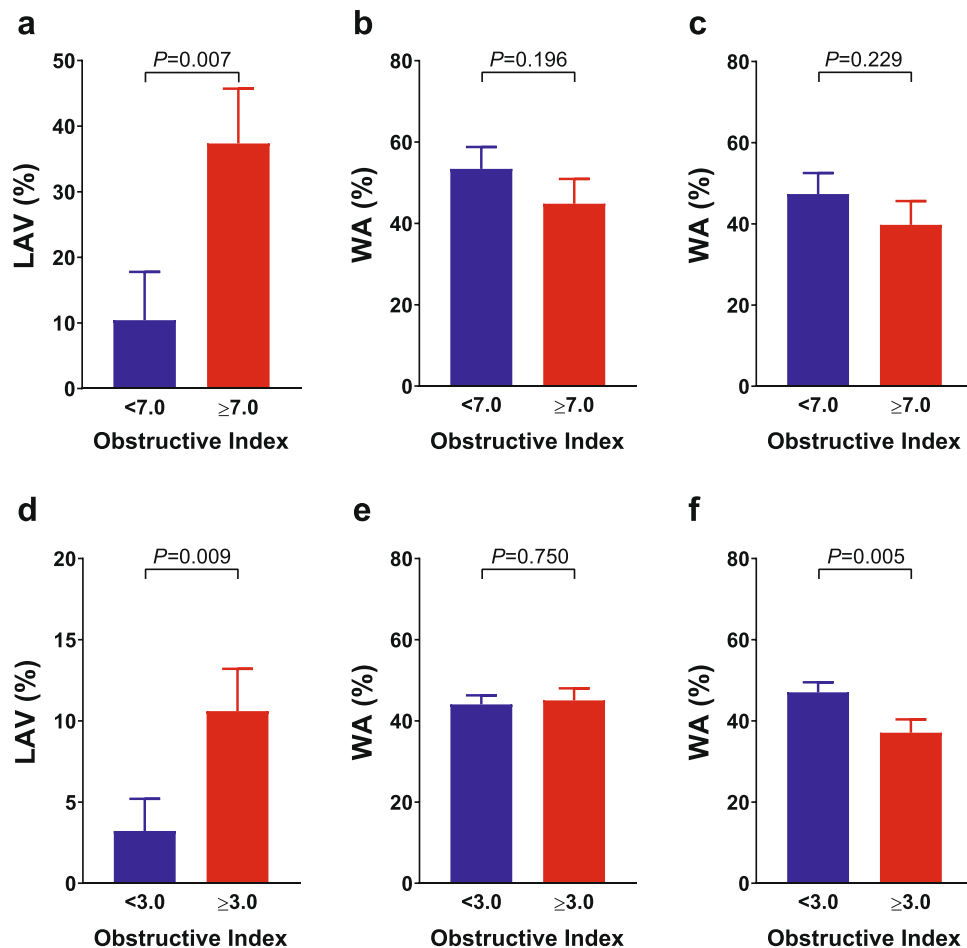 a
P=0.007
50
40
30
20
10
0
LAV (%)
<7.0
≥7.0
Obstructive Index
b
P=0.196
80
60
40
20
0
WA (%)
<7.0
≥7.0
Obstructive Index
c
P=0.229
80
60
40
20
0
WA (%)
<7.0
≥7.0
Obstructive Index
d
P=0.009
20
15
10
5
0
LAV (%)
<3.0
≥3.0
Obstructive Index
e
P=0.750
80
60
40
20
0
WA (%)
<3.0
≥3.0
Obstructive Index
f
P=0.005
80
60
40
20
0
WA (%)
<3.0
≥3.0
Obstructive Index